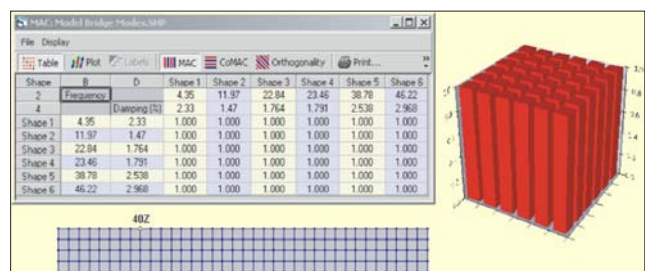 MAC: Model Bridge Modes.SHP
File Display
Table Plot Labels MAC CoMAC Orthogonality Print...
Shape B D Shape 1 Shape 2 Shape 3 Shape 4 Shape 5 Shape 6
2 Frequency 4.35 11.97 22.84 23.46 38.78 46.22
4 Damping (%) 2.33 1.47 1.764 1.791 2.538 2.968
Shape 1 4.35 2.33 1.000 1.000 1.000 1.000 1.000 1.000
Shape 2 11.97 1.47 1.000 1.000 1.000 1.000 1.000 1.000
Shape 3 22.84 1.764 1.000 1.000 1.000 1.000 1.000 1.000
Shape 4 23.46 1.791 1.000 1.000 1.000 1.000 1.000 1.000
Shape 5 38.78 2.538 1.000 1.000 1.000 1.000 1.000 1.000
Shape 6 46.22 2.968 1.000 1.000 1.000 1.000 1.000 1.000
40Z